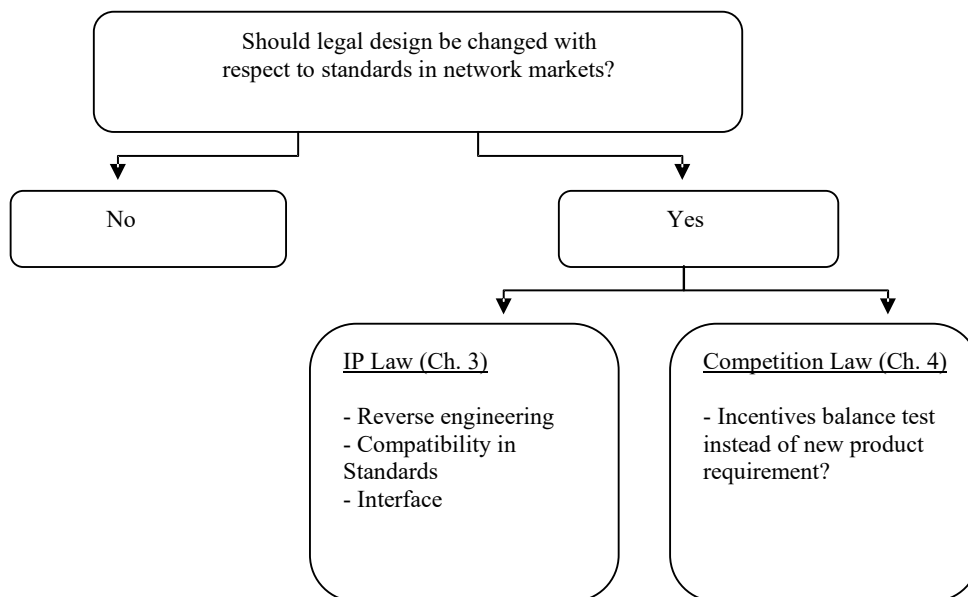 Should legal design be changed with
respect to standards in network markets?
No
Yes
IP Law (Ch. 3)
- Reverse engineering
- Compatibility in
Standards
- Interface
Competition Law (Ch. 4)
- Incentives balance test
instead of new product
requirement?